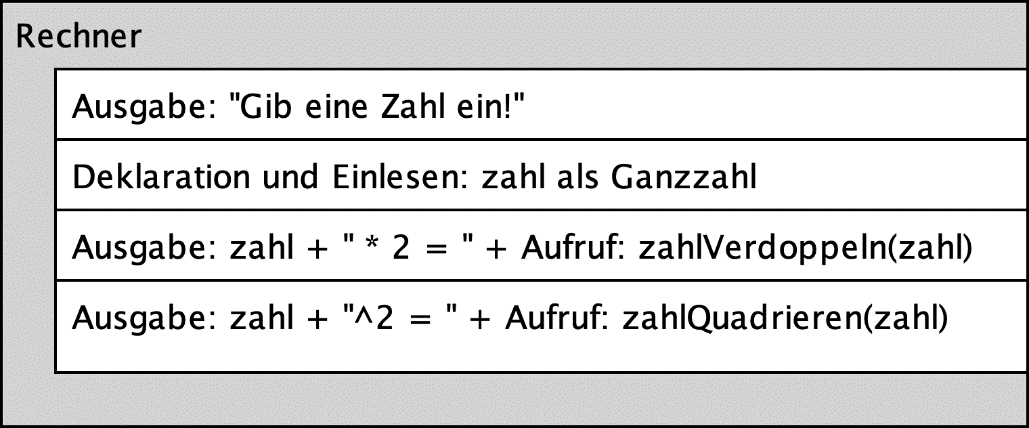 Rechner
Ausgabe: "Gib eine Zahl ein!"
Deklaration und Einlesen: zahl als Ganzzahl
Ausgabe: zahl + " * 2 = " + Aufruf: zahlVerdoppeln(zahl)
Ausgabe: zahl + "^2 = " + Aufruf: zahlQuadrieren(zahl)